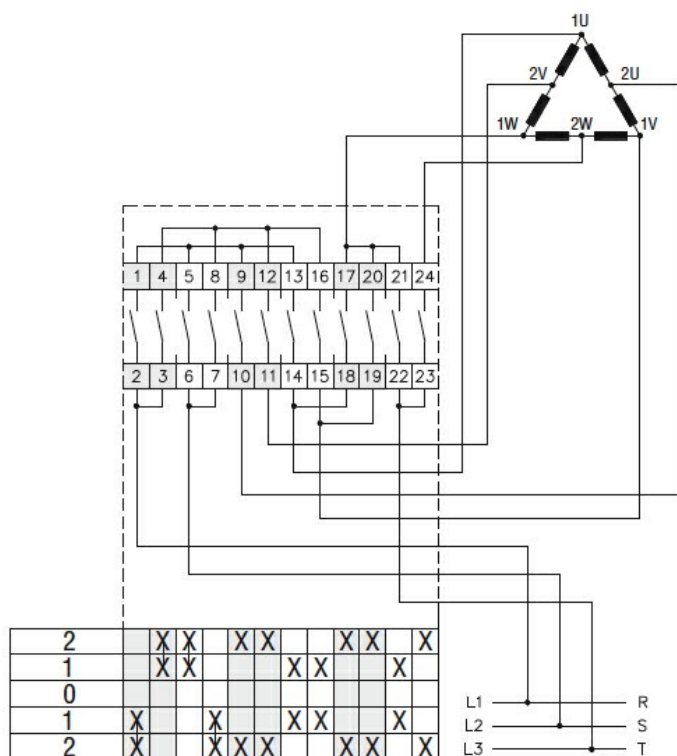 1U
2V 2U
1W 2W 1V
1 4 5 8 9 12 13 16 17 20 21 24
2 3 6 7 10 11 14 15 18 19 22 23
2 X X X X X X X
1 X X X X X
0
1 X X X X X
2 X X X X X X X
L1 R
L2 S
L3 T